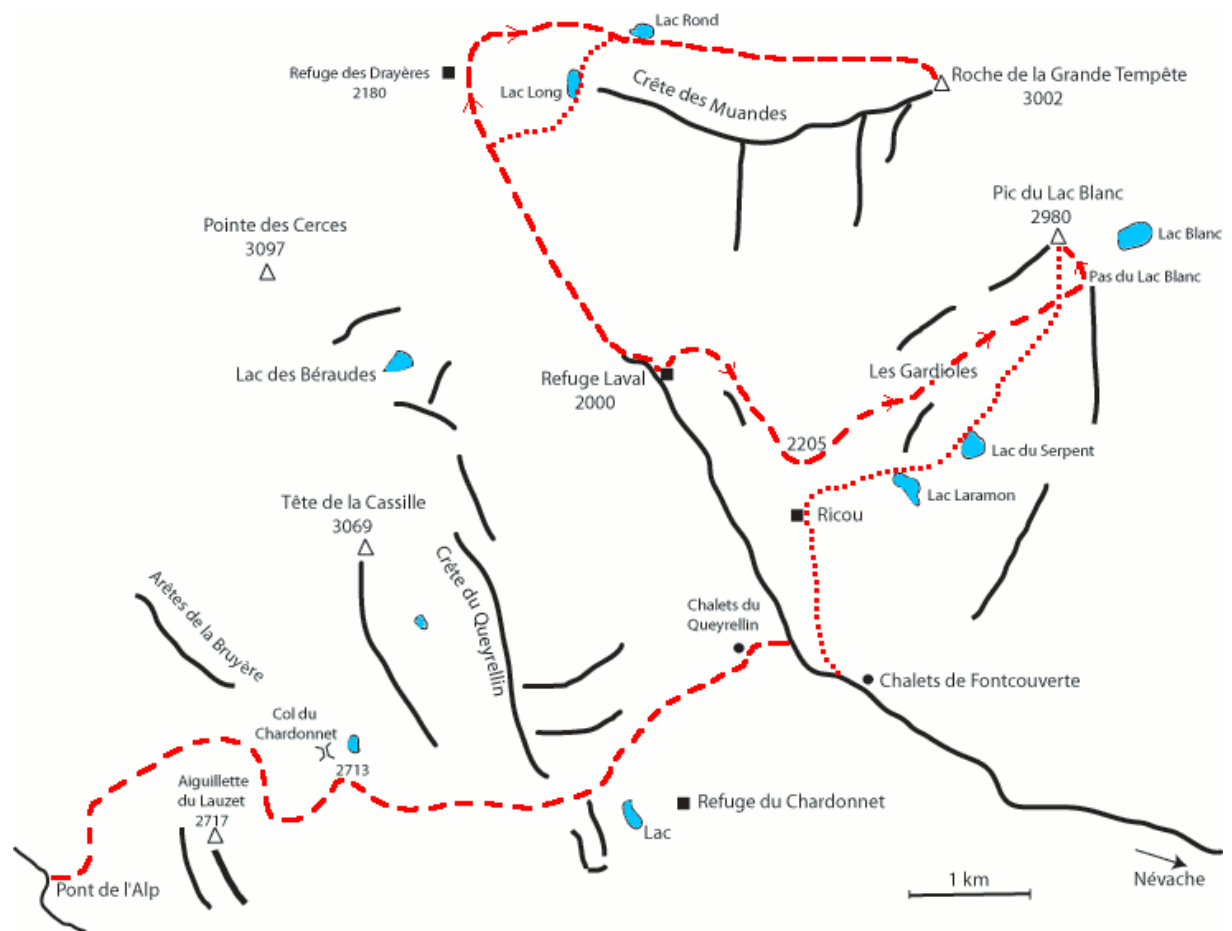 Lac Rond
Refuge des Drayères
2180
Lac Long
Crête des Muandes
Roche de la Grande Tempête
3002
Pic du Lac Blanc
2980
Lac Blanc
Pas du Lac Blanc
Pointe des Cerces
3097
Lac des Béraudes
Refuge Laval
2000
Les Gardioles
2205
Lac du Serpent
Lac Laramon
Ricou
Tête de la Cassille
3069
Crête du Queyrellin
Arêtes de la Bruyère
Chalets du
Queyrellin
Chalets de Fontcouverte
Col du
Chardonnet
2713
Aiguillette
du Lauzet
2717
Refuge du Chardonnet
Lac
Pont de l'Alp
1 km
Névache